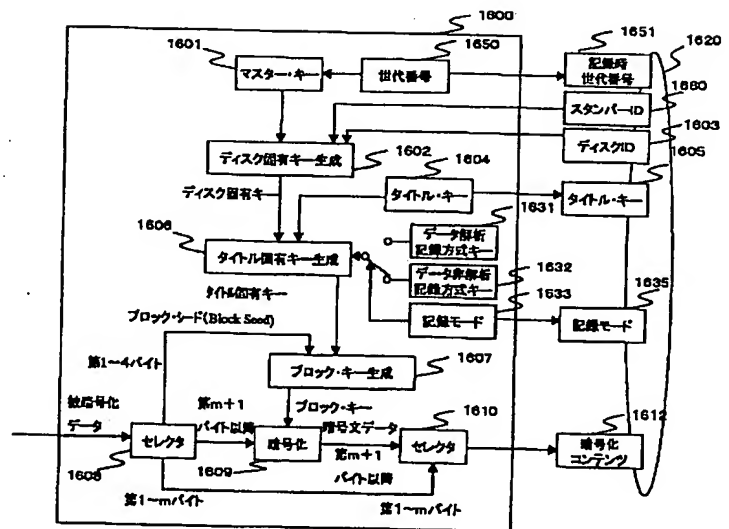 1800
1601
マスター・キー
1650
世代番号
1651
記録時
世代番号
1620
スタンパーID
1680
ディスクID
1603
ディスク固有キー生成
1602
1604
1605
ディスク固有キー
タイトル・キー
タイトル・キー
1631
1606
データ解析
記録方式キー
タイトル固有キー生成
データ非解析
記録方式キー
1632
1633
1635
タイトル固有キー
記録モード
記録モード
ブロック・シード(Block Seed)
第1~4バイト
ブロック・キー生成
1607
ブロック・キー
1610
1612
被暗号化
データ
第m+1
バイト以降
暗号文データ
セレクタ
暗号化
セレクタ
暗号化
コンテンツ
1608
1609
第m+1
バイト以降
第1~mバイト
第1~mバイト